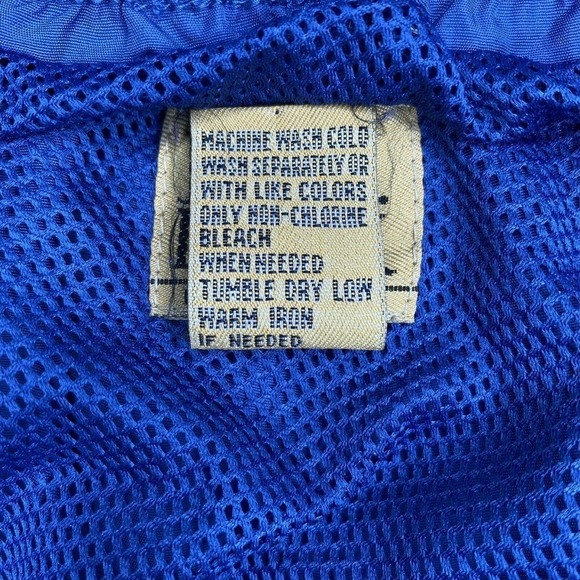 MACHINE WASH COLD
WASH SEPARATELY OR
WITH LIKE COLORS
ONLY NON-CHLORINE
BLEACH
WHEN NEEDED
TUMBLE DRY LOW
WARM IRON
IF NEEDED